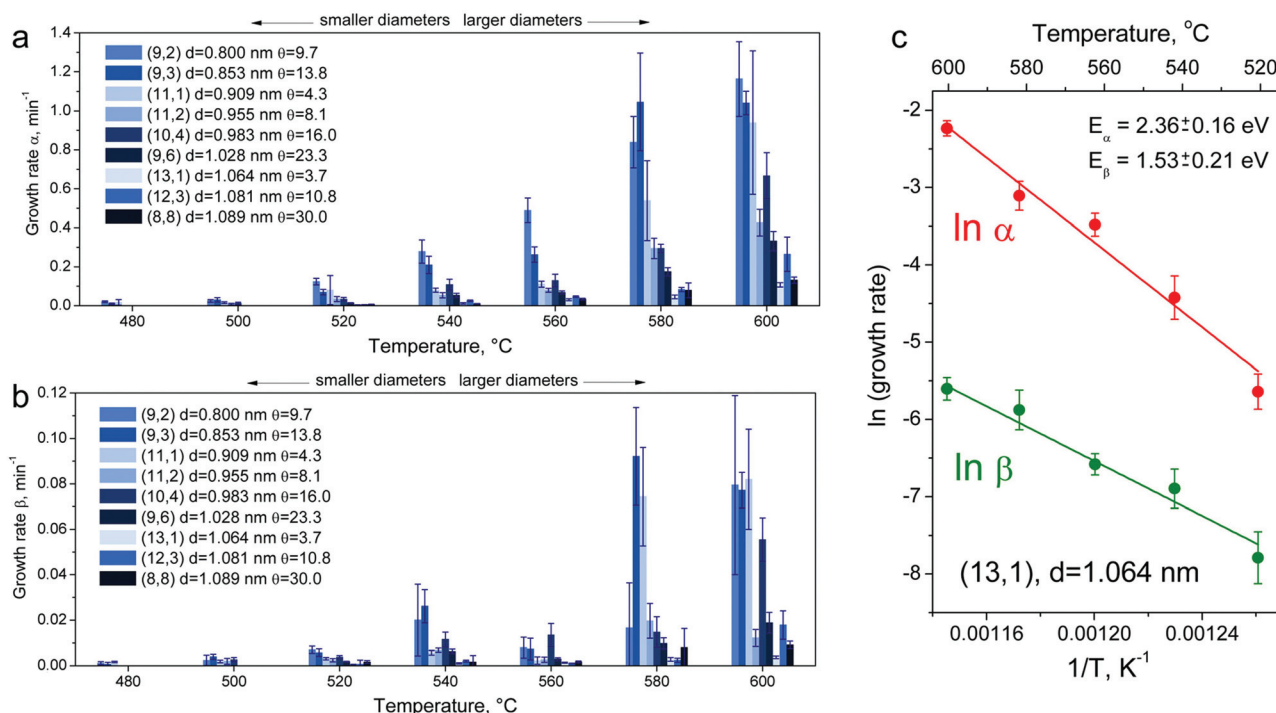 smaller diameters larger diameters
a
Growth rate α, min⁻¹
1.4
1.2
1.0
0.8
0.6
0.4
0.2
0.0
(9,2) d=0.800 nm θ=9.7
(9,3) d=0.853 nm θ=13.8
(11,1) d=0.909 nm θ=4.3
(11,2) d=0.955 nm θ=8.1
(10,4) d=0.983 nm θ=16.0
(9,6) d=1.028 nm θ=23.3
(13,1) d=1.064 nm θ=3.7
(12,3) d=1.081 nm θ=10.8
(8,8) d=1.089 nm θ=30.0
480 500 520 540 560 580 600
Temperature, °C
smaller diameters larger diameters
b
Growth rate β, min⁻¹
0.12
0.10
0.08
0.06
0.04
0.02
0.00
(9,2) d=0.800 nm θ=9.7
(9,3) d=0.853 nm θ=13.8
(11,1) d=0.909 nm θ=4.3
(11,2) d=0.955 nm θ=8.1
(10,4) d=0.983 nm θ=16.0
(9,6) d=1.028 nm θ=23.3
(13,1) d=1.064 nm θ=3.7
(12,3) d=1.081 nm θ=10.8
(8,8) d=1.089 nm θ=30.0
480 500 520 540 560 580 600
Temperature, °C
c
Temperature, °C
600 580 560 540 520
ln (growth rate)
-2
-3
-4
-5
-6
-7
-8
Eα = 2.36±0.16 eV
Eβ = 1.53±0.21 eV
ln α
ln β
(13,1), d=1.064 nm
0.00116 0.00120 0.00124
1/T, K⁻¹